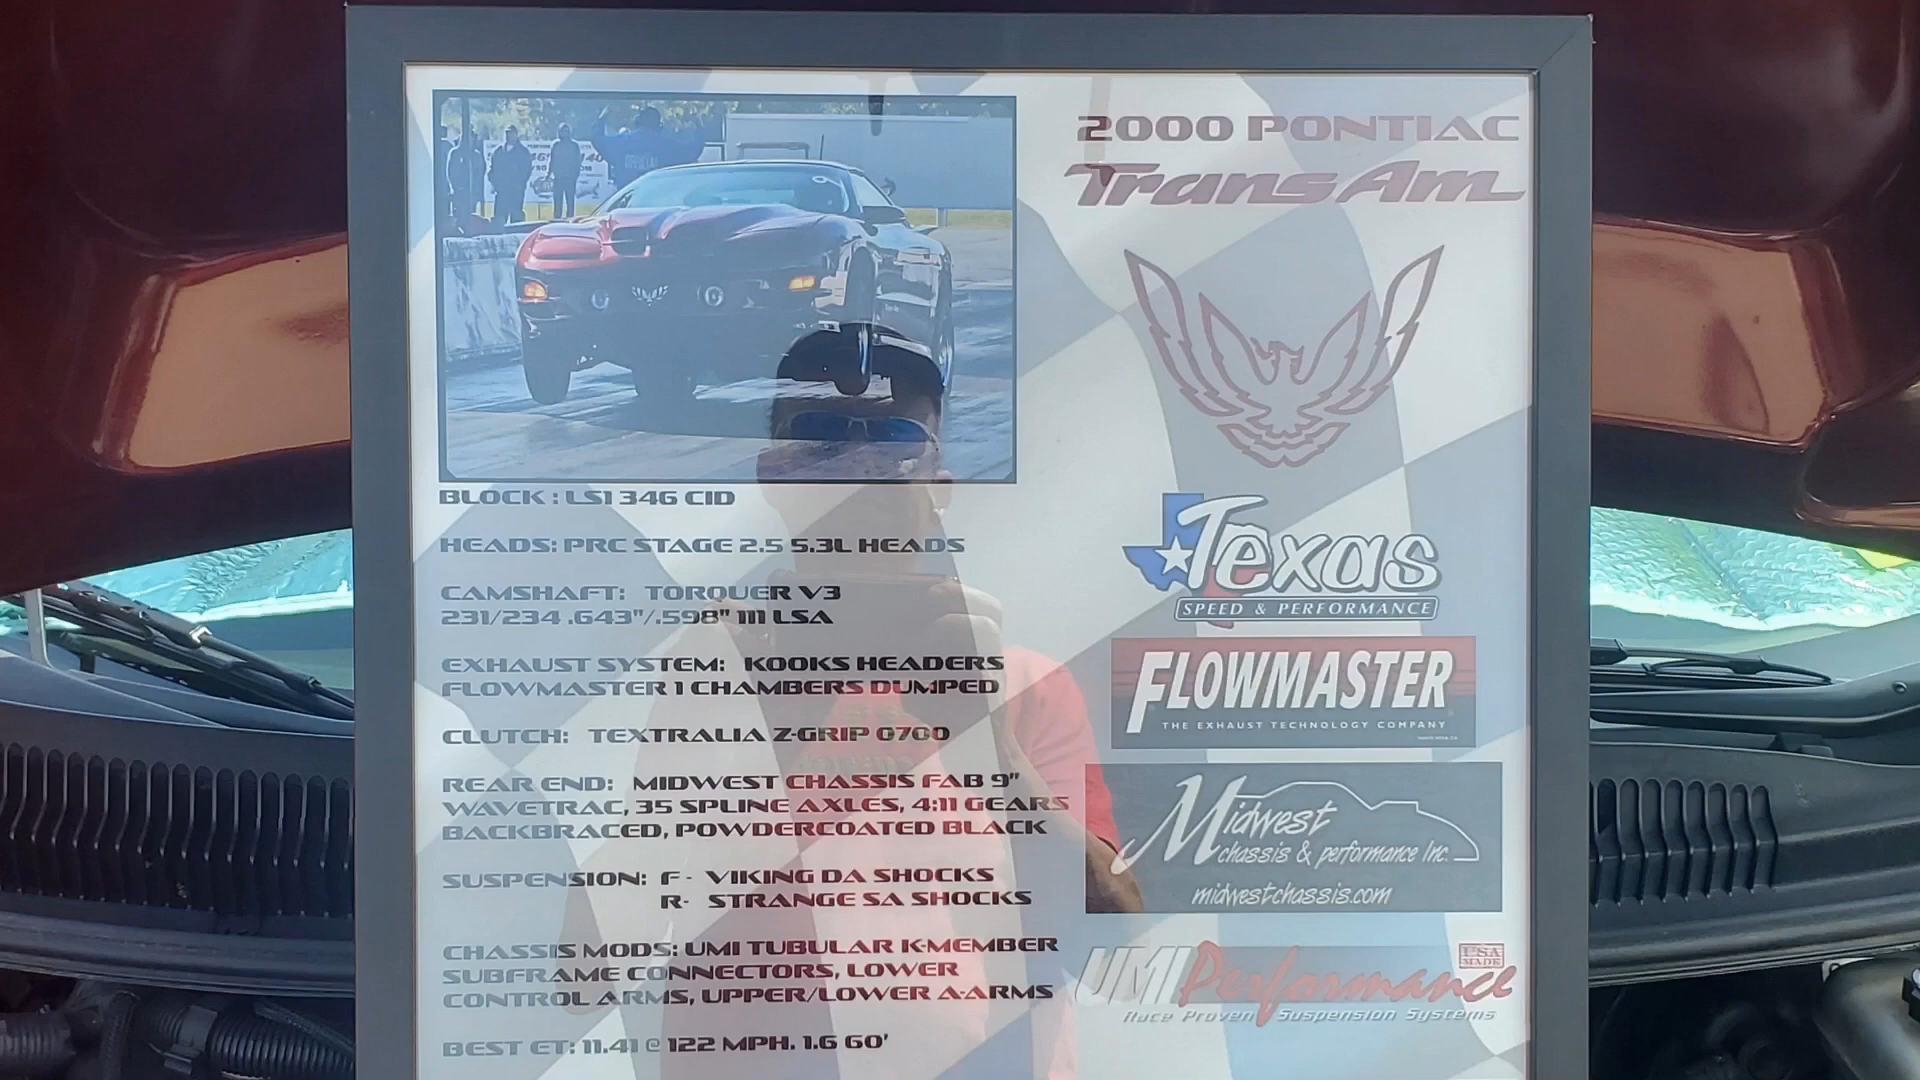 2000 PONTIAC
Trans Am
OFFICIAL
BLOCK : LS1 346 CID
HEADS: PRC STAGE 2.5 5.3L HEADS
CAMSHAFT: TORQUER V3
231/234 .643"/.598" 111 LSA
EXHAUST SYSTEM: KOOKS HEADERS
FLOWMASTER 1 CHAMBERS DUMPED
CLUTCH: TEXTRALIA Z-GRIP 0700
REAR END: MIDWEST CHASSIS FAB 9"
WAVETRAC, 35 SPLINE AXLES, 4:11 GEARS
BACKBRACED, POWDERCOATED BLACK
SUSPENSION: F - VIKING DA SHOCKS
R- STRANGE SA SHOCKS
CHASSIS MODS: UMI TUBULAR K-MEMBER
SUBFRAME CONNECTORS, LOWER
CONTROL ARMS, UPPER/LOWER A-ARMS
BEST ET: 11.41 @ 122 MPH. 1.6 60'
Texas
SPEED & PERFORMANCE
FLOWMASTER
THE EXHAUST TECHNOLOGY COMPANY
Midwest
chassis & performance Inc.
midwestchassis.com
UMI Performance
USA
MADE
Race Proven Suspension Systems